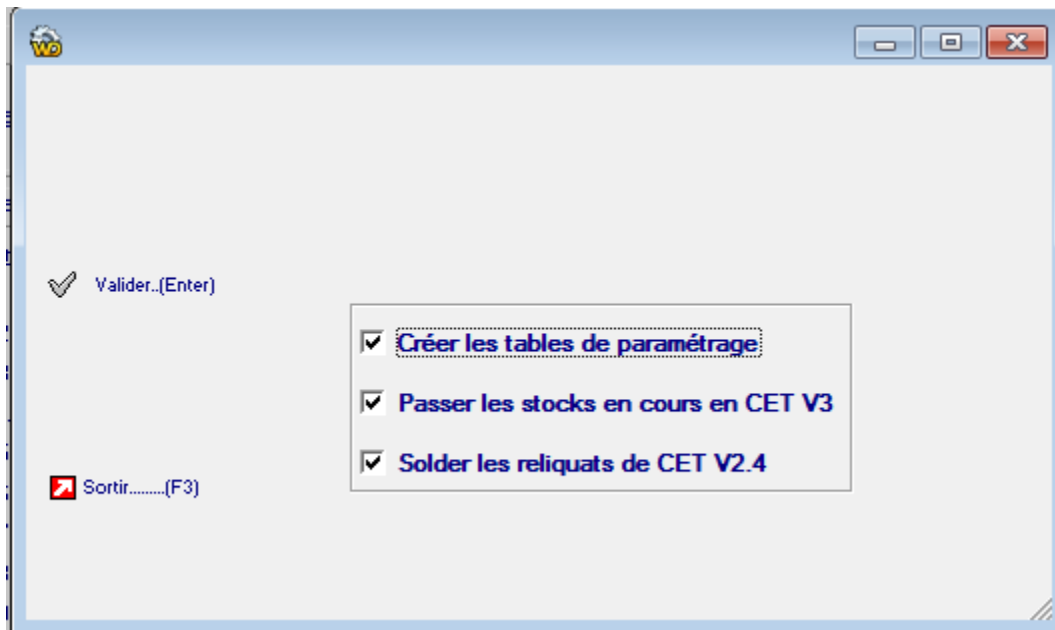 WD
Valider..(Enter)
Créer les tables de paramétrage
Passer les stocks en cours en CET V3
Solder les reliquats de CET V2.4
Sortir........(F3)